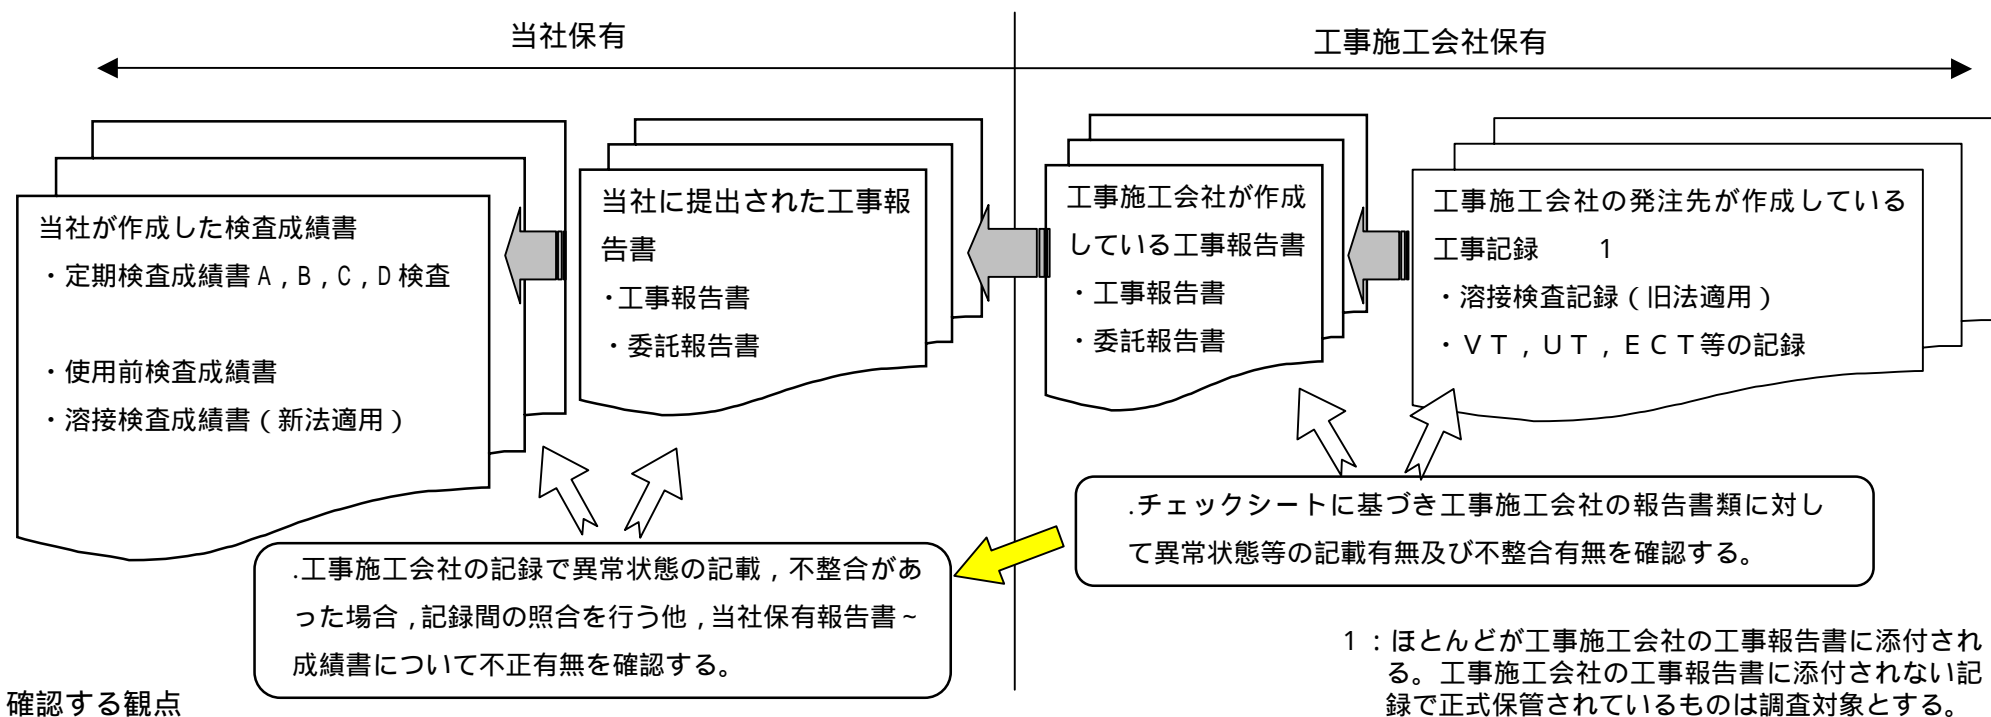 当社保有
工事施工会社保有
当社が作成した検査成績書
・定期検査成績書A,B,C,D検査
・使用前検査成績書
・溶接検査成績書(新法適用)
当社に提出された工事報
告書
・工事報告書
・委託報告書
工事施工会社が作成
している工事報告書
・工事報告書
・委託報告書
工事施工会社の発注先が作成している
工事記録 1
・溶接検査記録(旧法適用)
・VT,UT,ECT等の記録
.チェックシートに基づき工事施工会社の報告書類に対し
て異常状態等の記載有無及び不整合有無を確認する。
.工事施工会社の記録で異常状態の記載,不整合があ
った場合,記録間の照合を行う他,当社保有報告書~
成績書について不正有無を確認する。
1:ほとんどが工事施工会社の工事報告書に添付され
る。工事施工会社の工事報告書に添付されない記
録で正式保管されているものは調査対象とする。
確認する観点